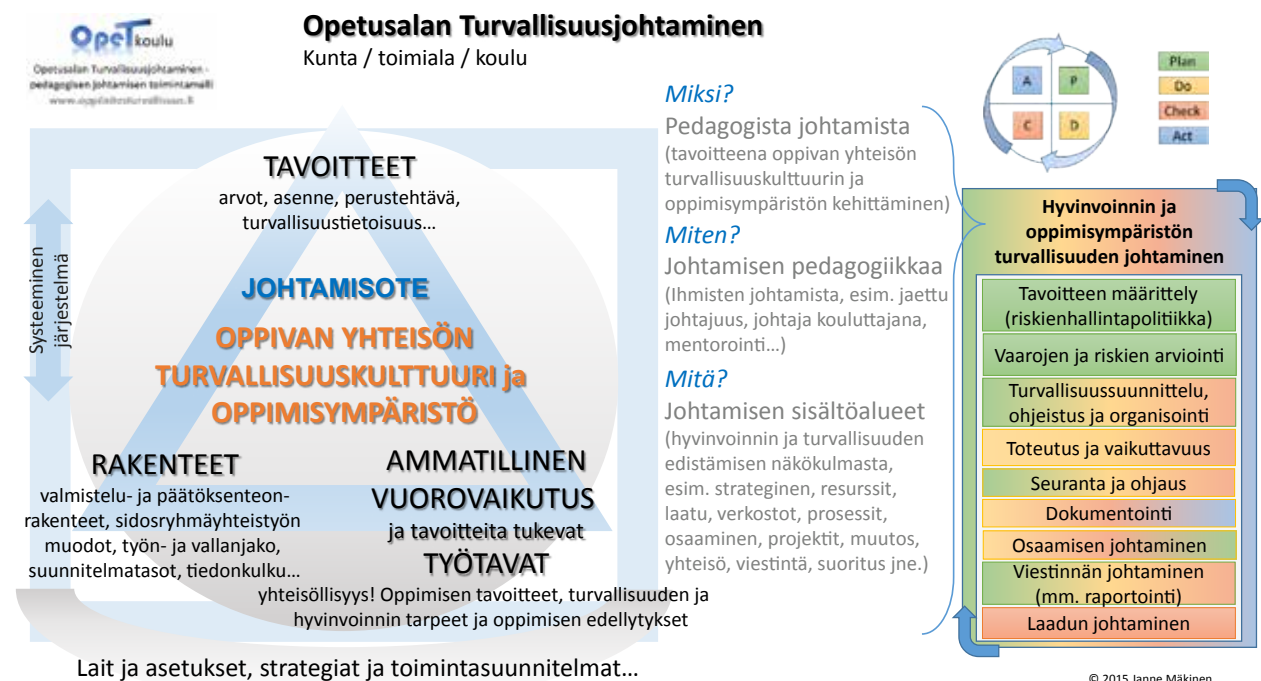 OpeT koulu
Opetusalan Turvallisuusjohtaminen -
pedagogisen johtamisen toimintamalli
Opetusalan Turvallisuusjohtaminen
Kunta / toimiala / koulu
Systeeminen
järjestelmä
TAVOITTEET
arvot, asenne, perustehtävä,
turvallisuustietoisuus…
JOHTAMISOTE
OPPIVAN YHTEISÖN
TURVALLISUUSKULTTUURI ja
OPPIMISYMPÄRISTÖ
RAKENTEET
valmistelu- ja päätöksenteon-
rakenteet, sidosryhmäyhteistyön
muodot, työn- ja vallanjako,
suunnitelmatasot, tiedonkulku…
AMMATILLINEN
VUOROVAIKUTUS
ja tavoitteita tukevat
TYÖTAVAT
yhteisöllisyys! Oppimisen tavoitteet, turvallisuuden ja
hyvinvoinnin tarpeet ja oppimisen edellytykset
Lait ja asetukset, strategiat ja toimintasuunnitelmat…
Miksi?
Pedagogista johtamista
(tavoitteena oppivan yhteisön
turvallisuuskulttuurin ja
oppimisympäristön kehittäminen)
Miten?
Johtamisen pedagogiikkaa
(Ihmisten johtamista, esim. jaettu
johtajuus, johtaja kouluttajana,
mentorointi…)
Mitä?
Johtamisen sisältöalueet
(hyvinvoinnin ja turvallisuuden
edistämisen näkökulmasta,
esim. strateginen, resurssit,
laatu, verkostot, prosessit,
osaaminen, projektit, muutos,
yhteisö, viestintä, suoritus jne.)
A
P
C
D
Plan
Do
Check
Act
Hyvinvoinnin ja
oppimisympäristön
turvallisuuden johtaminen
Tavoitteen määrittely
(riskienhallintapolitiikka)
Vaarojen ja riskien arviointi
Turvallisuussuunnittelu,
ohjeistus ja organisointi
Toteutus ja vaikuttavuus
Seuranta ja ohjaus
Dokumentointi
Osaamisen johtaminen
Viestinnän johtaminen
(mm. raportointi)
Laadun johtaminen
© 2015 Janne Mäkinen